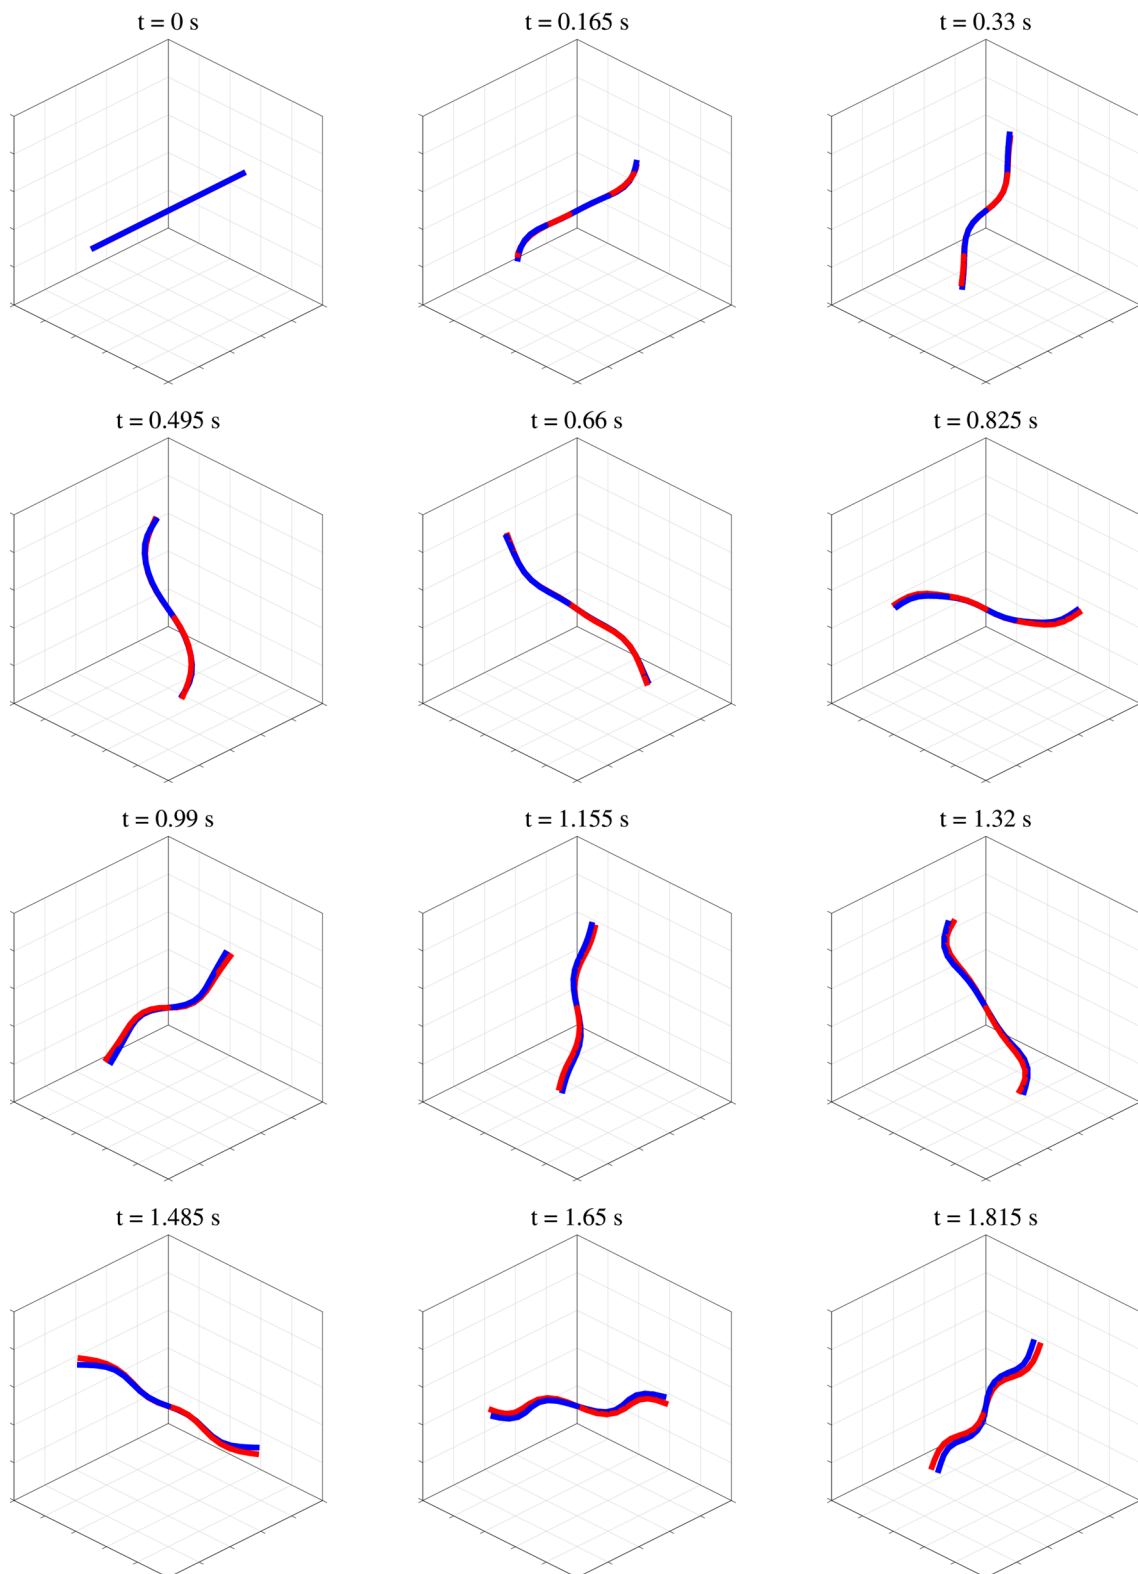 t = 0 s
t = 0.165 s
t = 0.33 s
t = 0.495 s
t = 0.66 s
t = 0.825 s
t = 0.99 s
t = 1.155 s
t = 1.32 s
t = 1.485 s
t = 1.65 s
t = 1.815 s